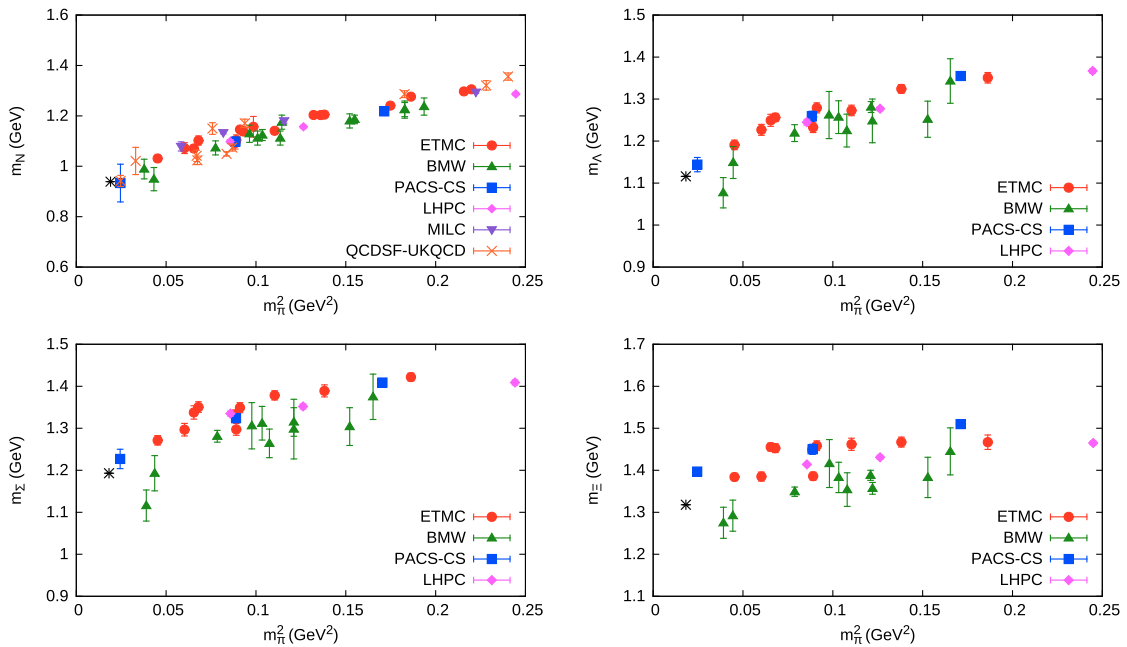 1.6
1.4
1.2
1
0.8
0.6
m_N (GeV)
0 0.05 0.1 0.15 0.2 0.25
m_π^2 (GeV^2)
ETMC
BMW
PACS-CS
LHPC
MILC
QCDSF-UKQCD
1.5
1.4
1.3
1.2
1.1
1
0.9
m_Λ (GeV)
0 0.05 0.1 0.15 0.2 0.25
m_π^2 (GeV^2)
ETMC
BMW
PACS-CS
LHPC
1.5
1.4
1.3
1.2
1.1
1
0.9
m_Σ (GeV)
0 0.05 0.1 0.15 0.2 0.25
m_π^2 (GeV^2)
ETMC
BMW
PACS-CS
LHPC
1.7
1.6
1.5
1.4
1.3
1.2
1.1
m_Ξ (GeV)
0 0.05 0.1 0.15 0.2 0.25
m_π^2 (GeV^2)
ETMC
BMW
PACS-CS
LHPC